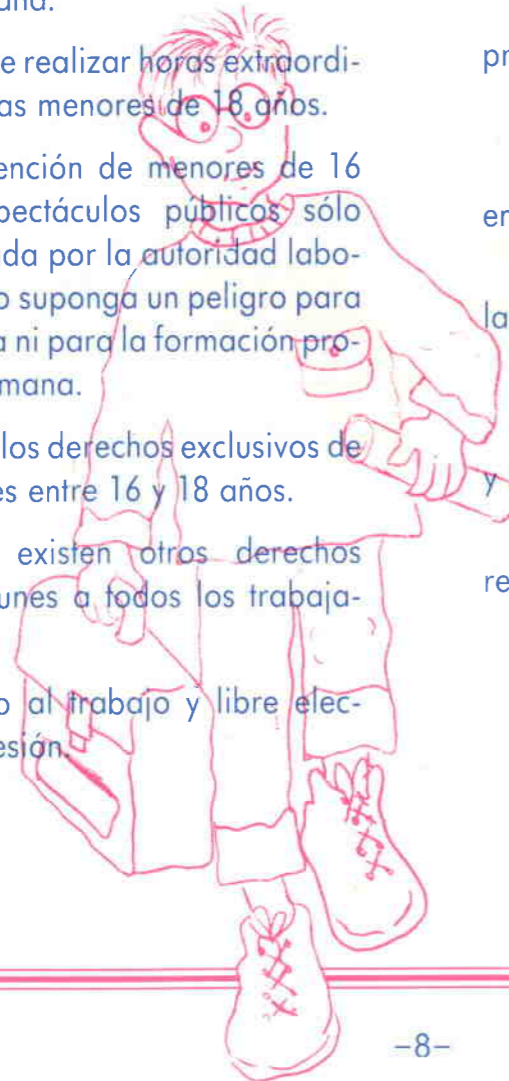 ana.
e realizar horas extraordi-
as menores de 18 años.
ención de menores de 16
pectáculos públicos sólo
ada por la autoridad labo-
o suponga un peligro para
a ni para la formación pro-
mana.
los derechos exclusivos de
es entre 16 y 18 años.
existen otros derechos
unes a todos los trabaja-
o al trabajo y libre elec-
esión.
pr
en
la
y
re
–8–